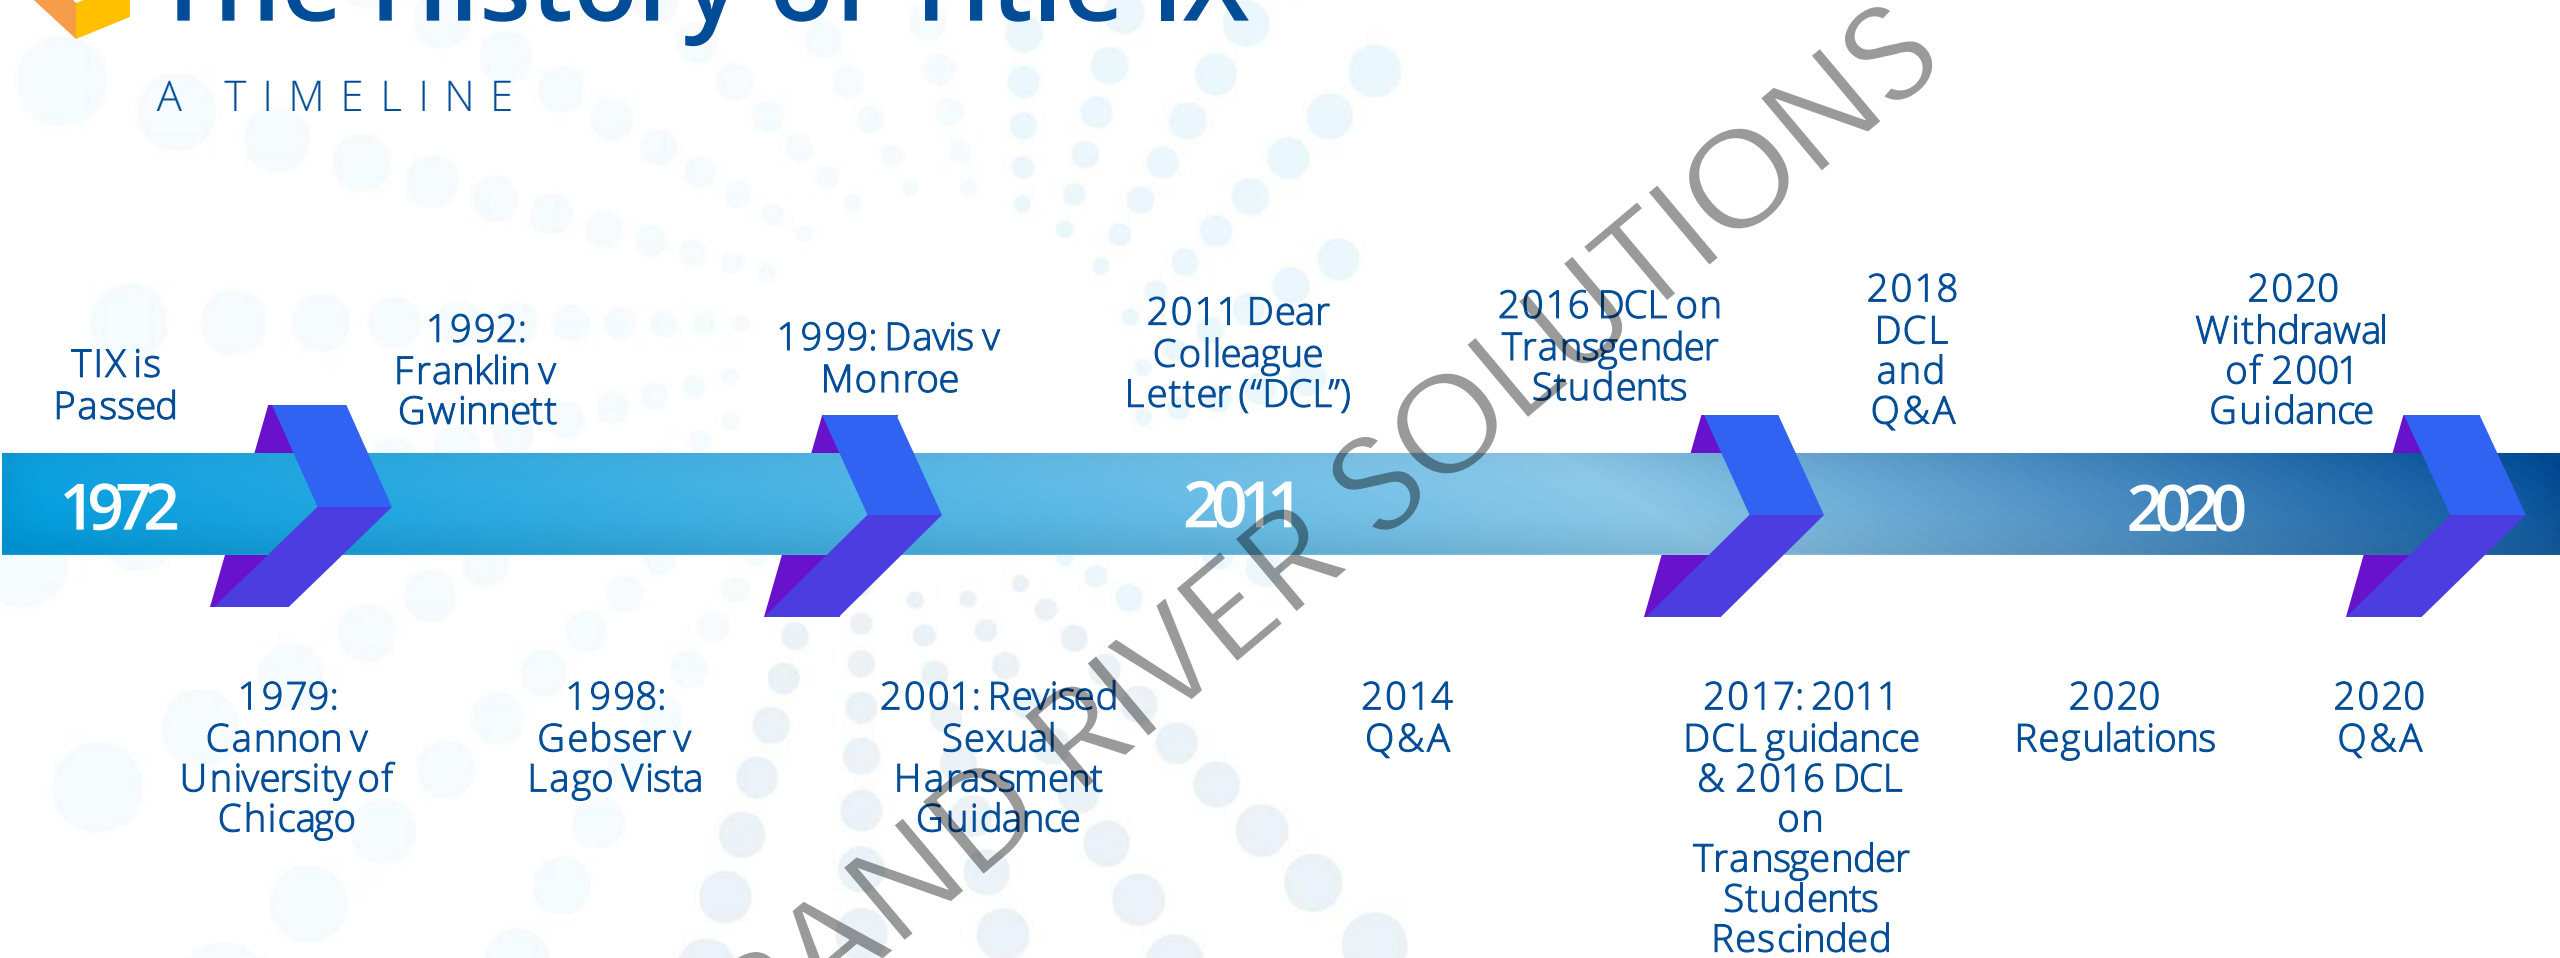 The History of Title IX
A TIMELINE
TIX is
Passed
1992:
Franklin v
Gwinnett
1999: Davis v
Monroe
2011 Dear
Colleague
Letter (“DCL”)
2016 DCL on
Transgender
Students
2018
DCL
and
Q&A
2020
Withdrawal
of 2001
Guidance
1972
2011
2020
1979:
Cannon v
University of
Chicago
1998:
Gebser v
Lago Vista
2001: Revised
Sexual
Harassment
Guidance
2014
Q&A
2017: 2011
DCL guidance
& 2016 DCL
on
Transgender
Students
Rescinded
2020
Regulations
2020
Q&A
RAND RIVER SOLUTIONS